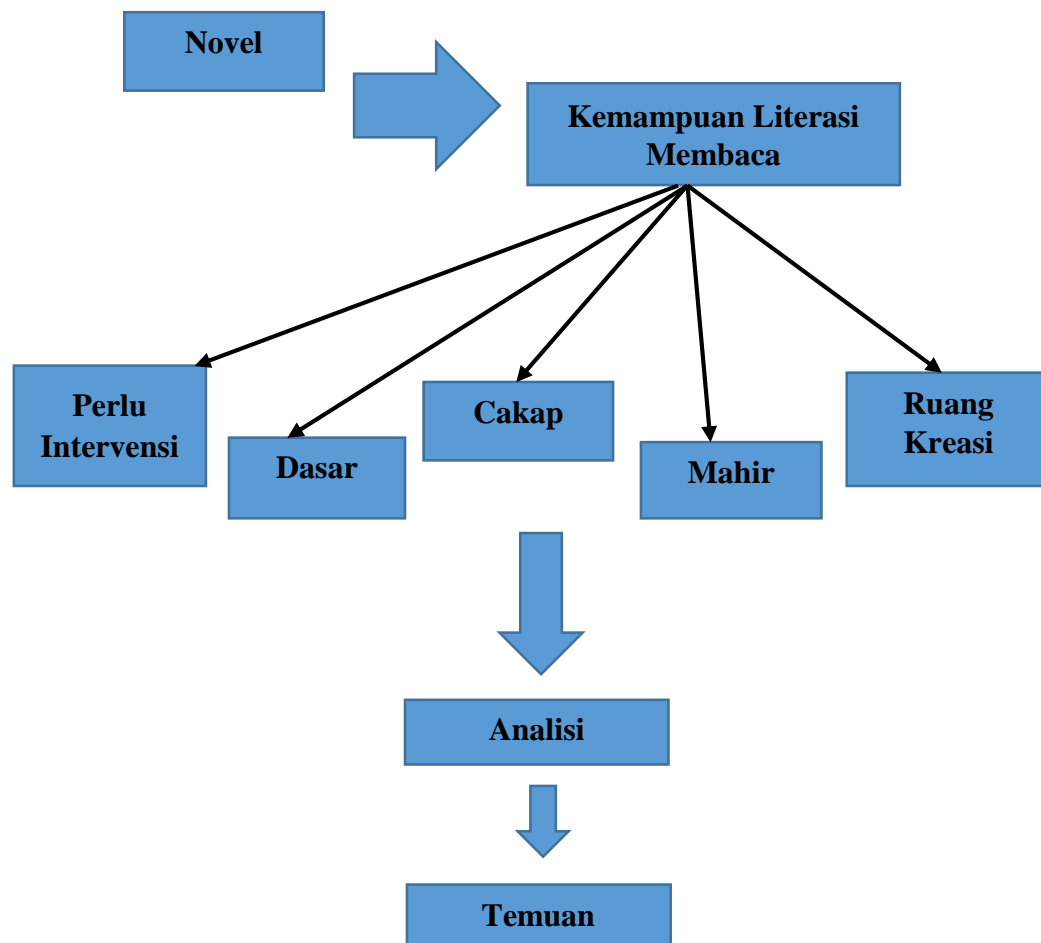 Novel
Kemampuan Literasi
Membaca
Perlu
Intervensi
Dasar
Cakap
Mahir
Ruang
Kreasi
Analisi
Temuan